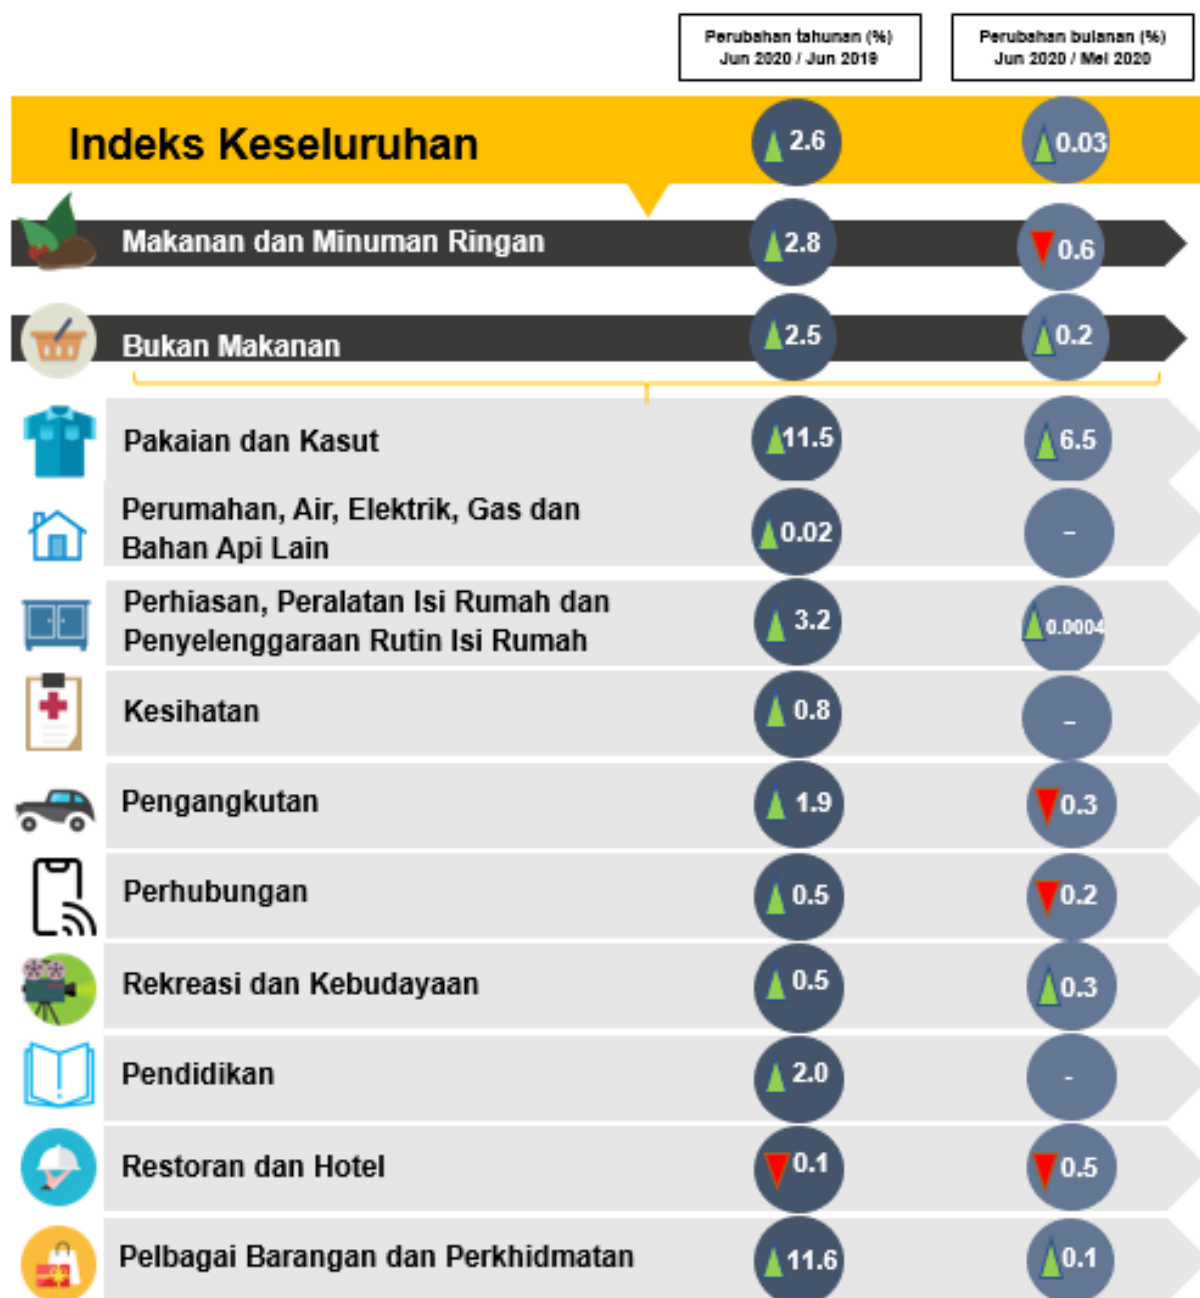 Perubahan tahunan (%)
Jun 2020 / Jun 2019
Perubahan bulanan (%)
Jun 2020 / Mei 2020
Indeks Keseluruhan
2.6
0.03
Makanan dan Minuman Ringan
2.8
0.6
Bukan Makanan
2.5
0.2
Pakaian dan Kasut
11.5
6.5
Perumahan, Air, Elektrik, Gas dan
Bahan Api Lain
0.02
–
Perhiasan, Peralatan Isi Rumah dan
Penyelenggaraan Rutin Isi Rumah
3.2
0.0004
Kesihatan
0.8
–
Pengangkutan
1.9
0.3
Perhubungan
0.5
0.2
Rekreasi dan Kebudayaan
0.5
0.3
Pendidikan
2.0
-
Restoran dan Hotel
0.1
0.5
Pelbagai Barangan dan Perkhidmatan
11.6
0.1